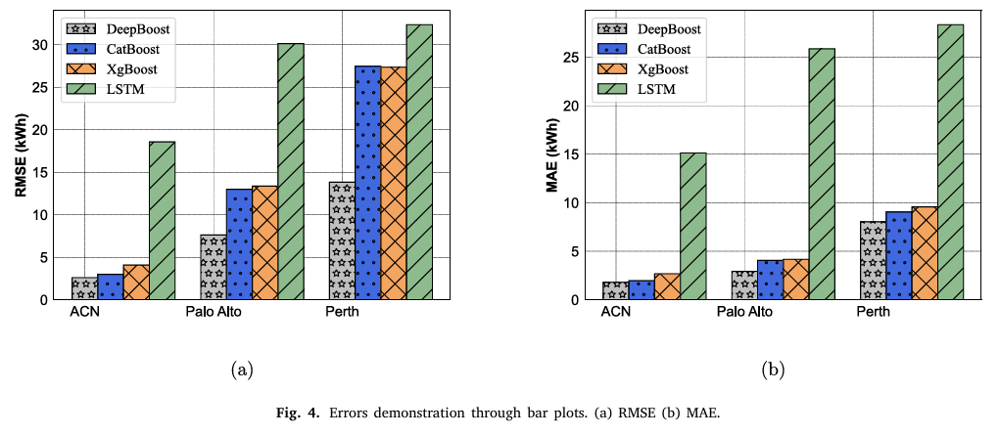 DeepBoost
CatBoost
XgBoost
LSTM
30
25
20
15
10
5
0
RMSE (kWh)
ACN Palo Alto Perth
(a)
DeepBoost
CatBoost
XgBoost
LSTM
25
20
15
10
5
0
MAE (kWh)
ACN Palo Alto Perth
(b)
Fig. 4. Errors demonstration through bar plots. (a) RMSE (b) MAE.